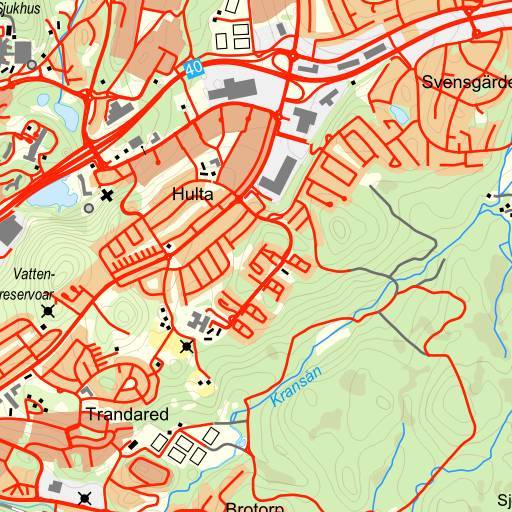 Sjukhus
40
Svensgärde
Hulta
Vatten-
reservoar
Kransån
Trandared
Brotorp
Sj